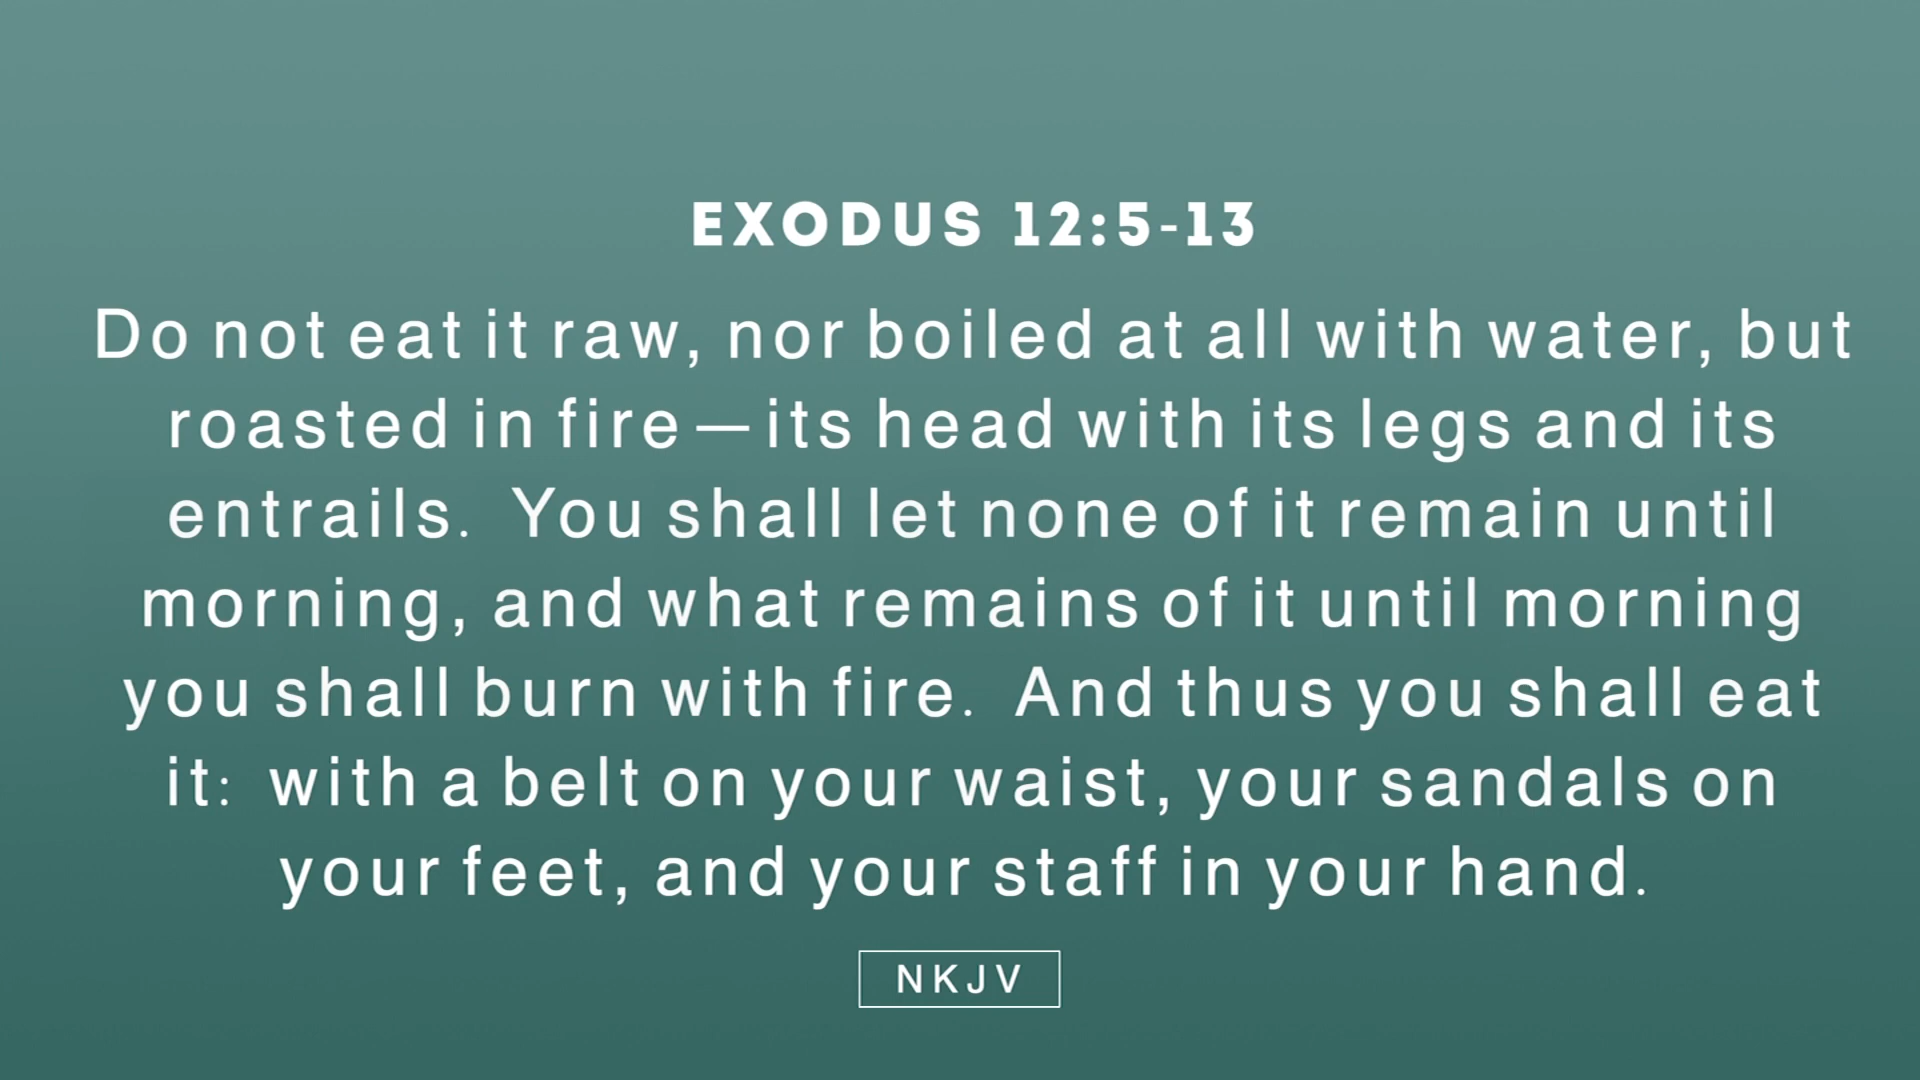 EXODUS 12:5-13
Do not eat it raw, nor boiled at all with water, but
roasted in fire—its head with its legs and its
entrails. You shall let none of it remain until
morning, and what remains of it until morning
you shall burn with fire. And thus you shall eat
it: with a belt on your waist, your sandals on
your feet, and your staff in your hand.
NKJV